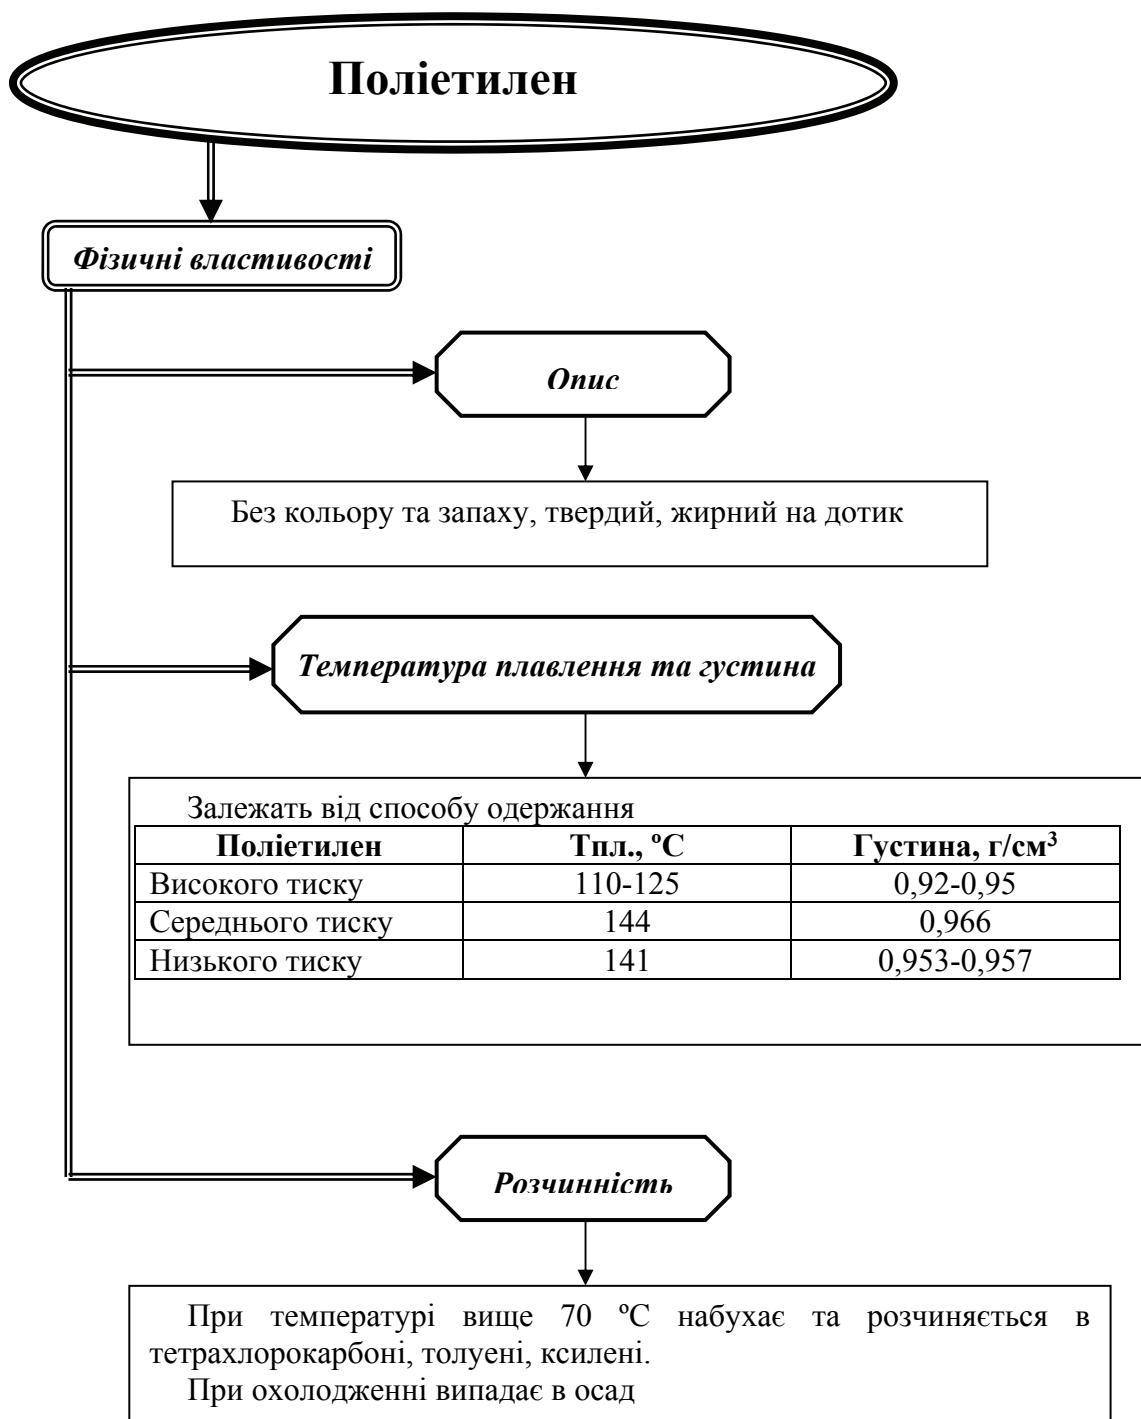 Поліетилен
Фізичні властивості
Опис
Без кольору та запаху, твердий, жирний на дотик
Температура плавлення та густина
Залежать від способу одержання
Поліетилен Тпл., ºС Густина, г/см³
Високого тиску 110-125 0,92-0,95
Середнього тиску 144 0,966
Низького тиску 141 0,953-0,957
Розчинність
При температурі вище 70 ºС набухає та розчиняється в
тетрахлорокарбоні, толуені, ксилені.
При охолодженні випадає в осад